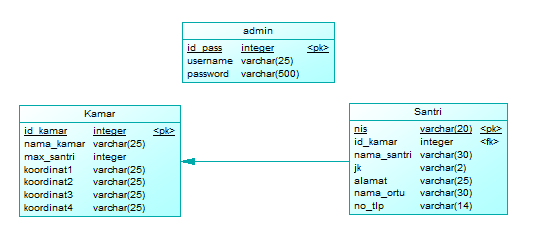 admin
id_pass integer <pk>
username varchar(25)
password varchar(500)
Kamar
id_kamar integer <pk>
nama_kamar varchar(25)
max_santri integer
koordinat1 varchar(25)
koordinat2 varchar(25)
koordinat3 varchar(25)
koordinat4 varchar(25)
Santri
nis varchar(20) <pk>
id_kamar integer <fk>
nama_santri varchar(30)
jk varchar(2)
alamat varchar(25)
nama_ortu varchar(30)
no_tlp varchar(14)